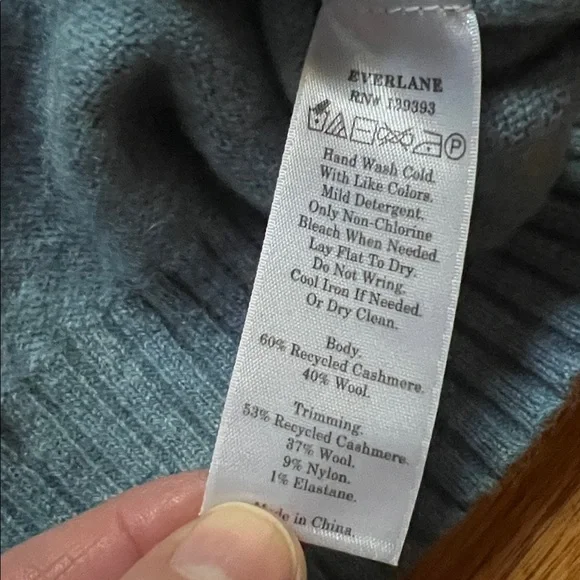 EVERLANE
RN# 139393
P
Hand Wash Cold.
With Like Colors.
Mild Detergent.
Only Non-Chlorine
Bleach When Needed.
Lay Flat To Dry.
Do Not Wring.
Cool Iron If Needed.
Or Dry Clean.
Body.
60% Recycled Cashmere.
40% Wool.
Trimming.
53% Recycled Cashmere.
37% Wool.
9% Nylon.
1% Elastane.
Made in China.